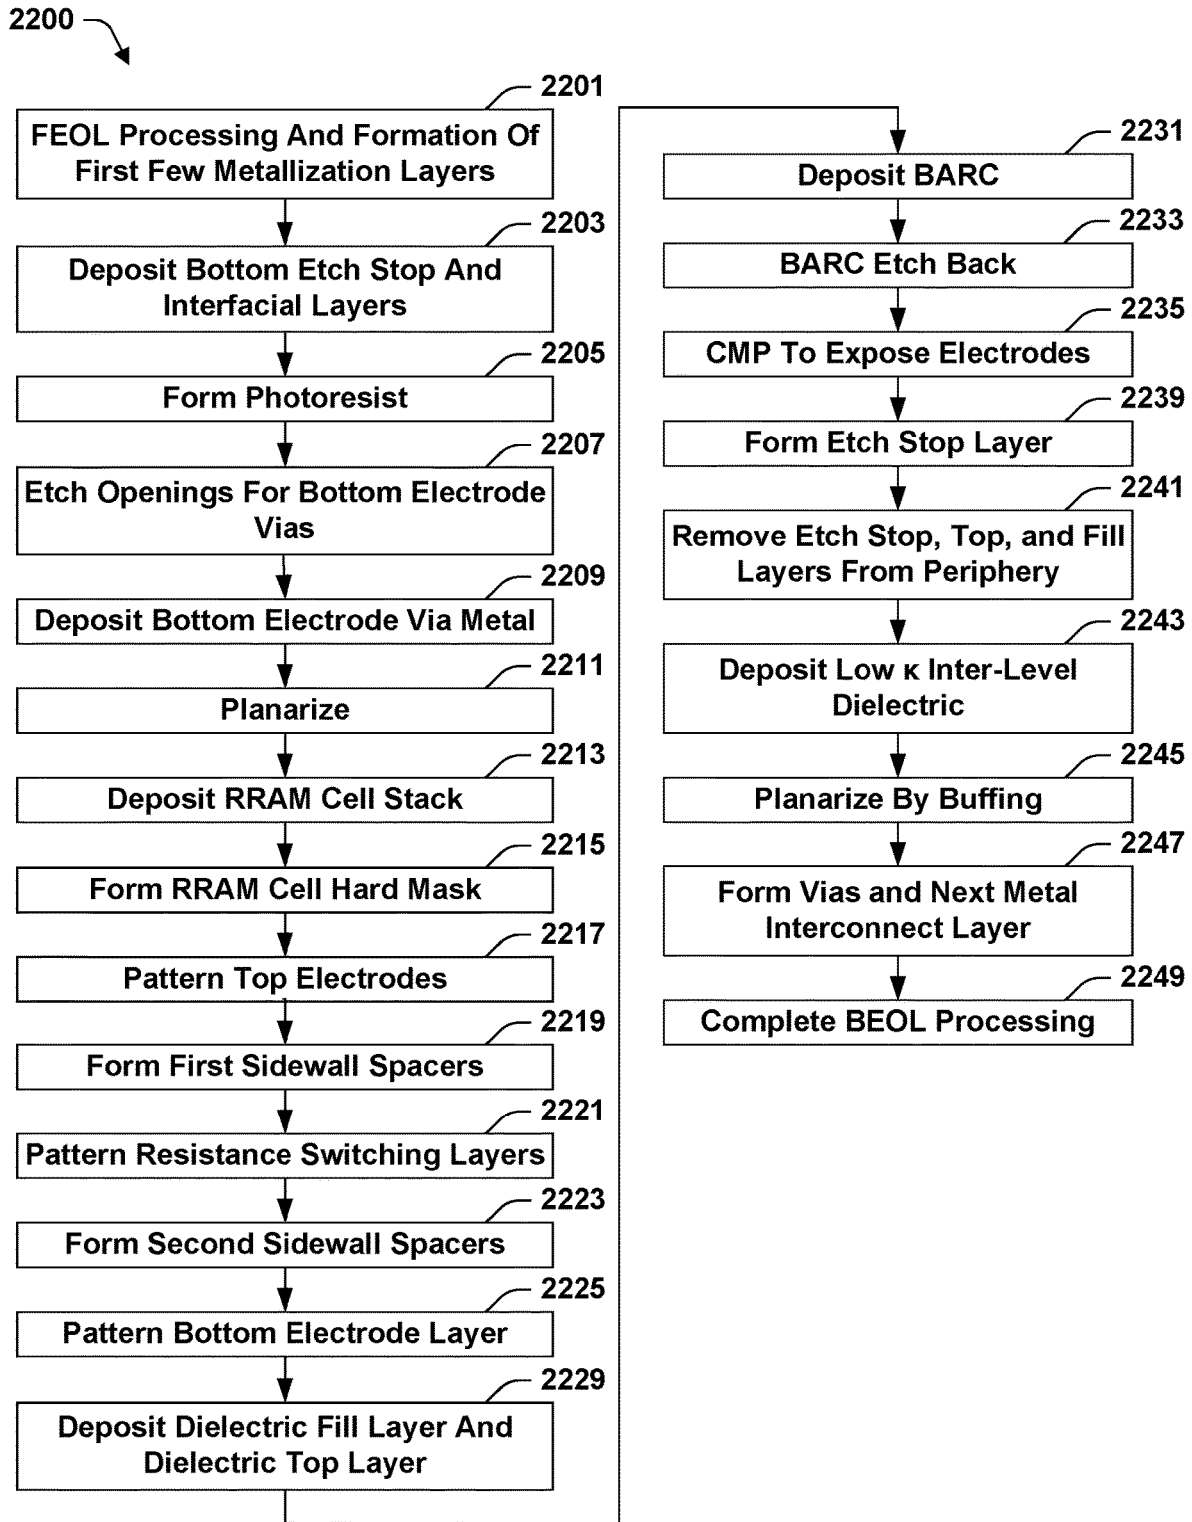 2200
2201
FEOL Processing And Formation Of
First Few Metallization Layers
2203
Deposit Bottom Etch Stop And
Interfacial Layers
2205
Form Photoresist
2207
Etch Openings For Bottom Electrode
Vias
2209
Deposit Bottom Electrode Via Metal
2211
Planarize
2213
Deposit RRAM Cell Stack
2215
Form RRAM Cell Hard Mask
2217
Pattern Top Electrodes
2219
Form First Sidewall Spacers
2221
Pattern Resistance Switching Layers
2223
Form Second Sidewall Spacers
2225
Pattern Bottom Electrode Layer
2229
Deposit Dielectric Fill Layer And
Dielectric Top Layer
2231
Deposit BARC
2233
BARC Etch Back
2235
CMP To Expose Electrodes
2239
Form Etch Stop Layer
2241
Remove Etch Stop, Top, and Fill
Layers From Periphery
2243
Deposit Low κ Inter-Level
Dielectric
2245
Planarize By Buffing
2247
Form Vias and Next Metal
Interconnect Layer
2249
Complete BEOL Processing